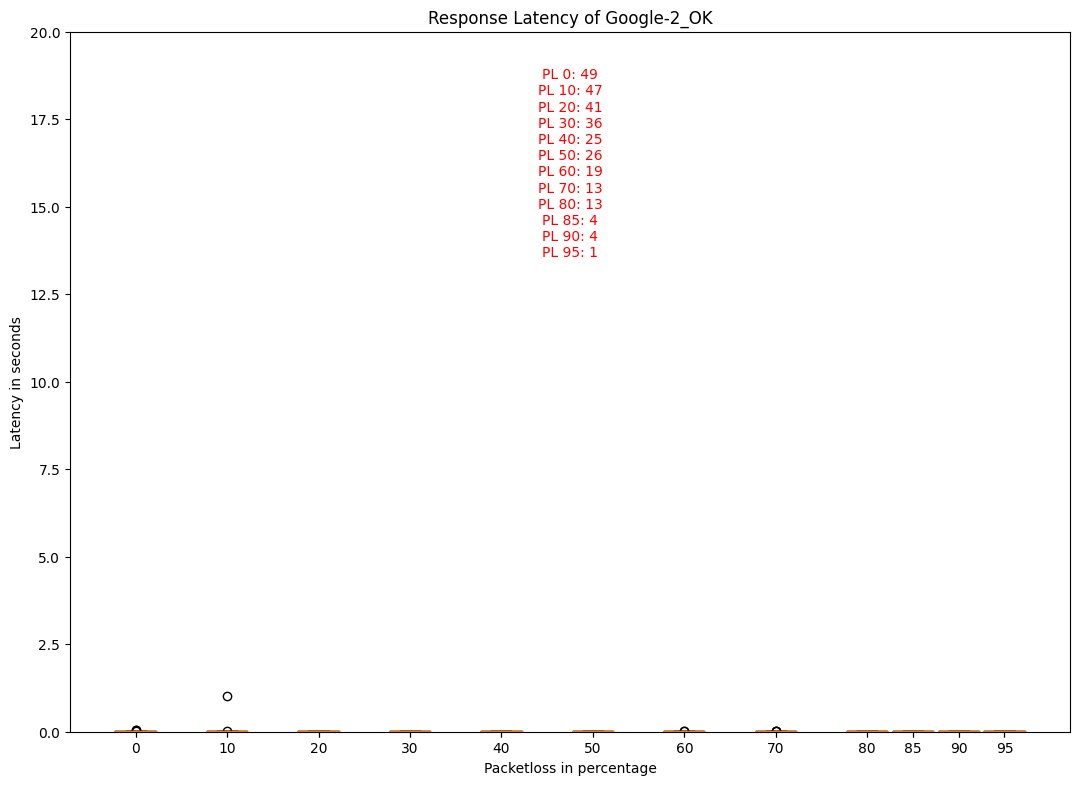 Response Latency of Google-2_OK
20.0
17.5
15.0
12.5
10.0
7.5
5.0
2.5
0.0
Latency in seconds
PL 0: 49
PL 10: 47
PL 20: 41
PL 30: 36
PL 40: 25
PL 50: 26
PL 60: 19
PL 70: 13
PL 80: 13
PL 85: 4
PL 90: 4
PL 95: 1
0 10 20 30 40 50 60 70 80 85 90 95
Packetloss in percentage